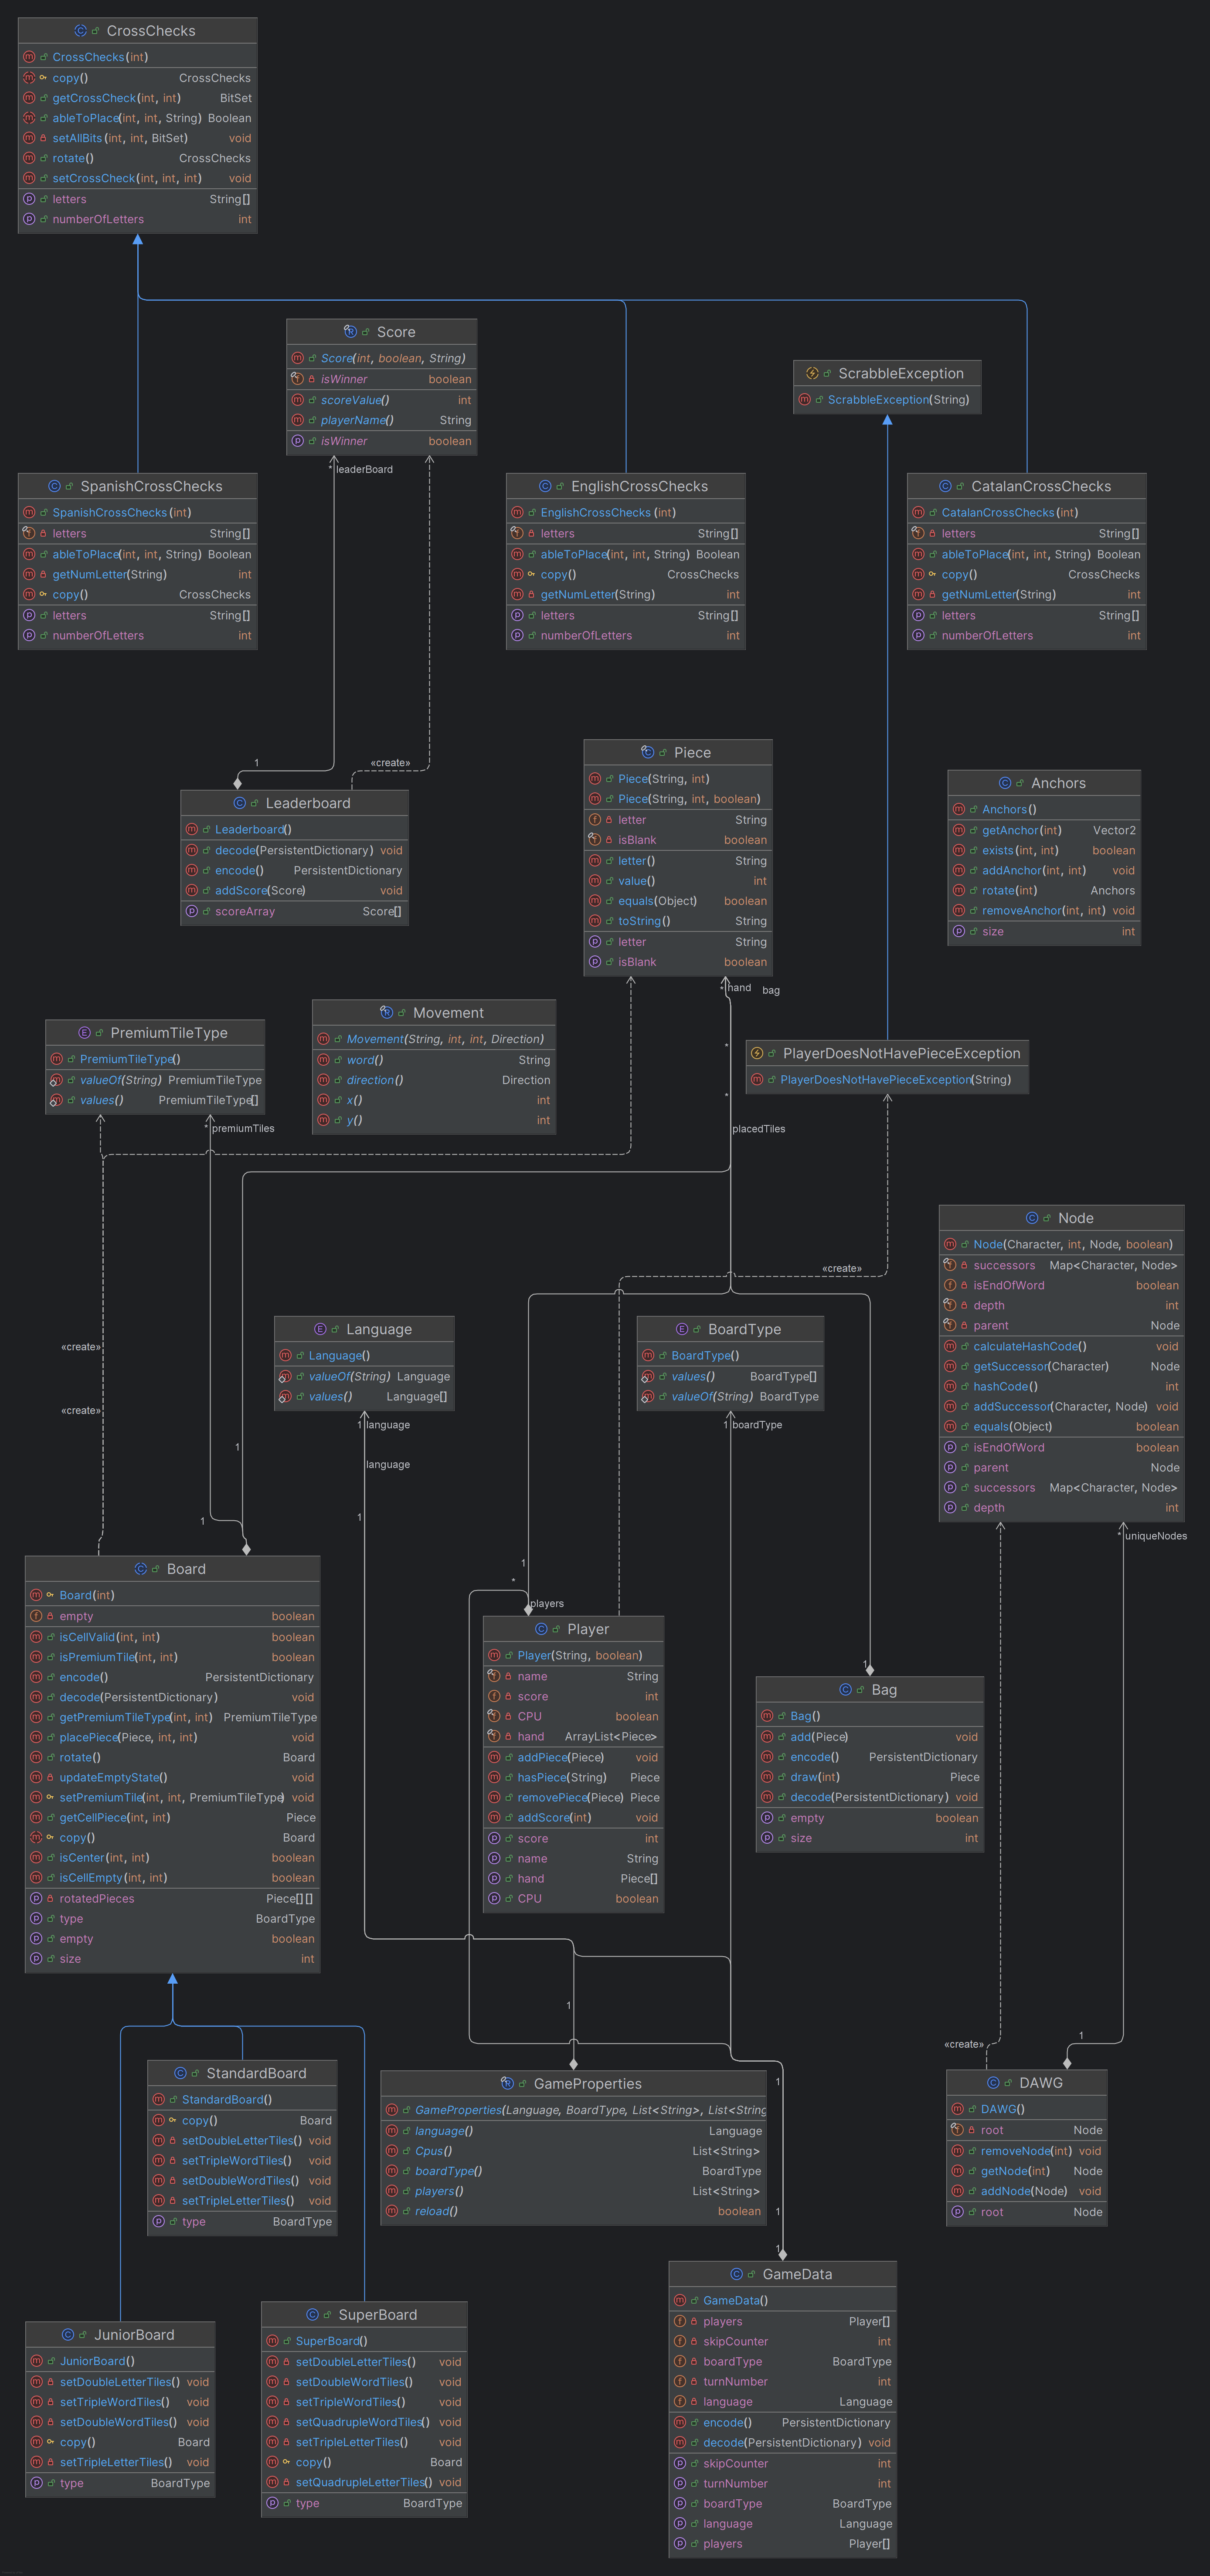 CrossChecks
CrossChecks(int)
copy() CrossChecks
getCrossCheck(int, int) BitSet
ableToPlace(int, int, String) Boolean
setAllBits(int, int, BitSet) void
rotate() CrossChecks
setCrossCheck(int, int, int) void
letters String[]
numberOfLetters int
Score
Score(int, boolean, String)
isWinner boolean
scoreValue() int
playerName() String
isWinner boolean
ScrabbleException
ScrabbleException(String)
* leaderBoard
SpanishCrossChecks
SpanishCrossChecks(int)
letters String[]
ableToPlace(int, int, String) Boolean
getNumLetter(String) int
copy() CrossChecks
letters String[]
numberOfLetters int
EnglishCrossChecks
EnglishCrossChecks(int)
letters String[]
ableToPlace(int, int, String) Boolean
copy() CrossChecks
getNumLetter(String) int
letters String[]
numberOfLetters int
CatalanCrossChecks
CatalanCrossChecks(int)
letters String[]
ableToPlace(int, int, String) Boolean
copy() CrossChecks
getNumLetter(String) int
letters String[]
numberOfLetters int
1
«create»
Leaderboard
Leaderboard()
decode(PersistentDictionary) void
encode() PersistentDictionary
addScore(Score) void
scoreArray Score[]
Piece
Piece(String, int)
Piece(String, int, boolean)
letter String
isBlank boolean
letter() String
value() int
equals(Object) boolean
toString() String
letter String
isBlank boolean
Anchors
Anchors()
getAnchor(int) Vector2
exists(int, int) boolean
addAnchor(int, int) void
rotate(int) Anchors
removeAnchor(int, int) void
size int
* hand
bag
*
*
placedTiles
PremiumTileType
PremiumTileType()
valueOf(String) PremiumTileType
values() PremiumTileType[]
* premiumTiles
Movement
Movement(String, int, int, Direction)
word() String
direction() Direction
x() int
y() int
PlayerDoesNotHavePieceException
PlayerDoesNotHavePieceException(String)
«create»
Node
Node(Character, int, Node, boolean)
successors Map<Character, Node>
isEndOfWord boolean
depth int
parent Node
calculateHashCode() void
getSuccessor(Character) Node
hashCode() int
addSuccessor(Character, Node) void
equals(Object) boolean
isEndOfWord boolean
parent Node
successors Map<Character, Node>
depth int
* uniqueNodes
Language
Language()
valueOf(String) Language
values() Language[]
1 language
language
1
BoardType
BoardType()
values() BoardType[]
valueOf(String) BoardType
1 boardType
«create»
«create»
1
1
1
*
players
1
Board
Board(int)
empty boolean
isCellValid(int, int) boolean
isPremiumTile(int, int) boolean
encode() PersistentDictionary
decode(PersistentDictionary) void
getPremiumTileType(int, int) PremiumTileType
placePiece(Piece, int, int) void
rotate() Board
updateEmptyState() void
setPremiumTile(int, int, PremiumTileType) void
getCellPiece(int, int) Piece
copy() Board
isCenter(int, int) boolean
isCellEmpty(int, int) boolean
rotatedPieces Piece[][]
type BoardType
empty boolean
size int
Player
Player(String, boolean)
name String
score int
CPU boolean
hand ArrayList<Piece>
addPiece(Piece) void
hasPiece(String) Piece
removePiece(Piece) Piece
addScore(int) void
score int
name String
hand Piece[]
CPU boolean
Bag
Bag()
add(Piece) void
encode() PersistentDictionary
draw(int) Piece
decode(PersistentDictionary) void
empty boolean
size int
1
1
«create»
StandardBoard
StandardBoard()
copy() Board
setDoubleLetterTiles() void
setTripleWordTiles() void
setDoubleWordTiles() void
setTripleLetterTiles() void
type BoardType
GameProperties
GameProperties(Language, BoardType, List<String>, List<String
language() Language
Cpus() List<String>
boardType() BoardType
players() List<String>
reload() boolean
1
1
1
DAWG
DAWG()
root Node
removeNode(int) void
getNode(int) Node
addNode(Node) void
root Node
JuniorBoard
JuniorBoard()
setDoubleLetterTiles() void
setTripleWordTiles() void
setDoubleWordTiles() void
copy() Board
setTripleLetterTiles() void
type BoardType
SuperBoard
SuperBoard()
setDoubleLetterTiles() void
setDoubleWordTiles() void
setTripleWordTiles() void
setQuadrupleWordTiles() void
setTripleLetterTiles() void
copy() Board
setQuadrupleLetterTiles() void
type BoardType
GameData
GameData()
players Player[]
skipCounter int
boardType BoardType
turnNumber int
language Language
encode() PersistentDictionary
decode(PersistentDictionary) void
skipCounter int
turnNumber int
boardType BoardType
language Language
players Player[]